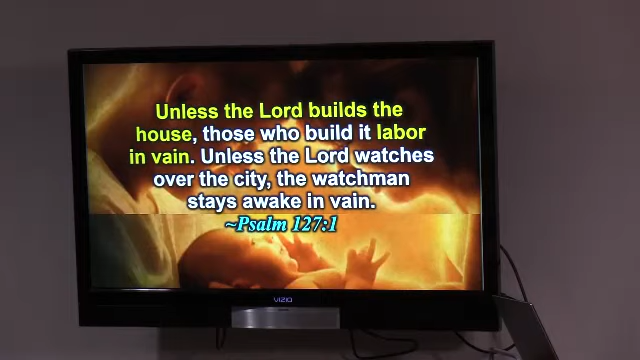 Unless the Lord builds the
house, those who build it labor
in vain. Unless the Lord watches
over the city, the watchman
stays awake in vain.
~Psalm 127:1
VIZIO